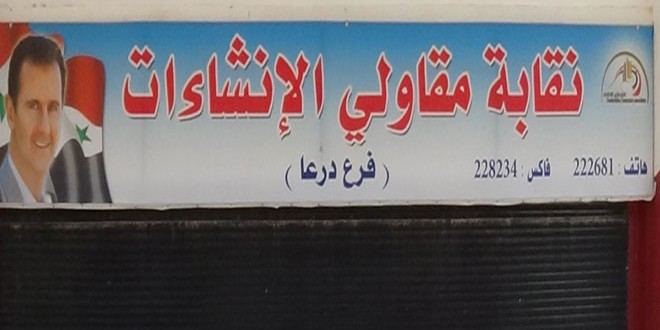 نقابة مقاولي الإنشاءات
هاتف : 222681 فاكس : 228234
( فرع درعا )